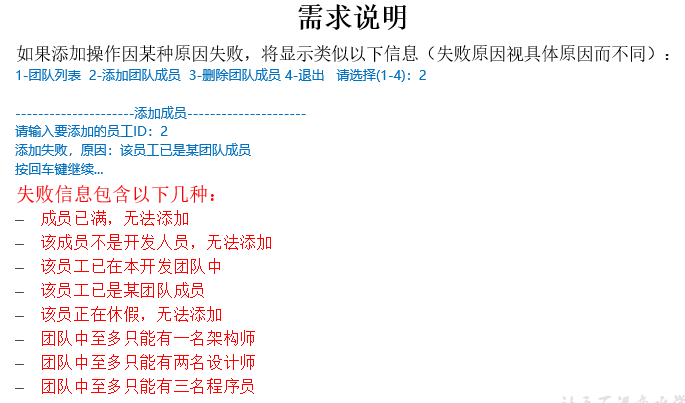 需求说明
如果添加操作因某种原因失败，将显示类似以下信息（失败原因视具体原因而不同）：
1-团队列表 2-添加团队成员 3-删除团队成员 4-退出 请选择(1-4)：2
---------------------添加成员---------------------
请输入要添加的员工ID：2
添加失败，原因：该员工已是某团队成员
按回车键继续...
失败信息包含以下几种：
– 成员已满，无法添加
– 该成员不是开发人员，无法添加
– 该员工已在本开发团队中
– 该员工已是某团队成员
– 该员正在休假，无法添加
– 团队中至多只能有一名架构师
– 团队中至多只能有两名设计师
– 团队中至多只能有三名程序员